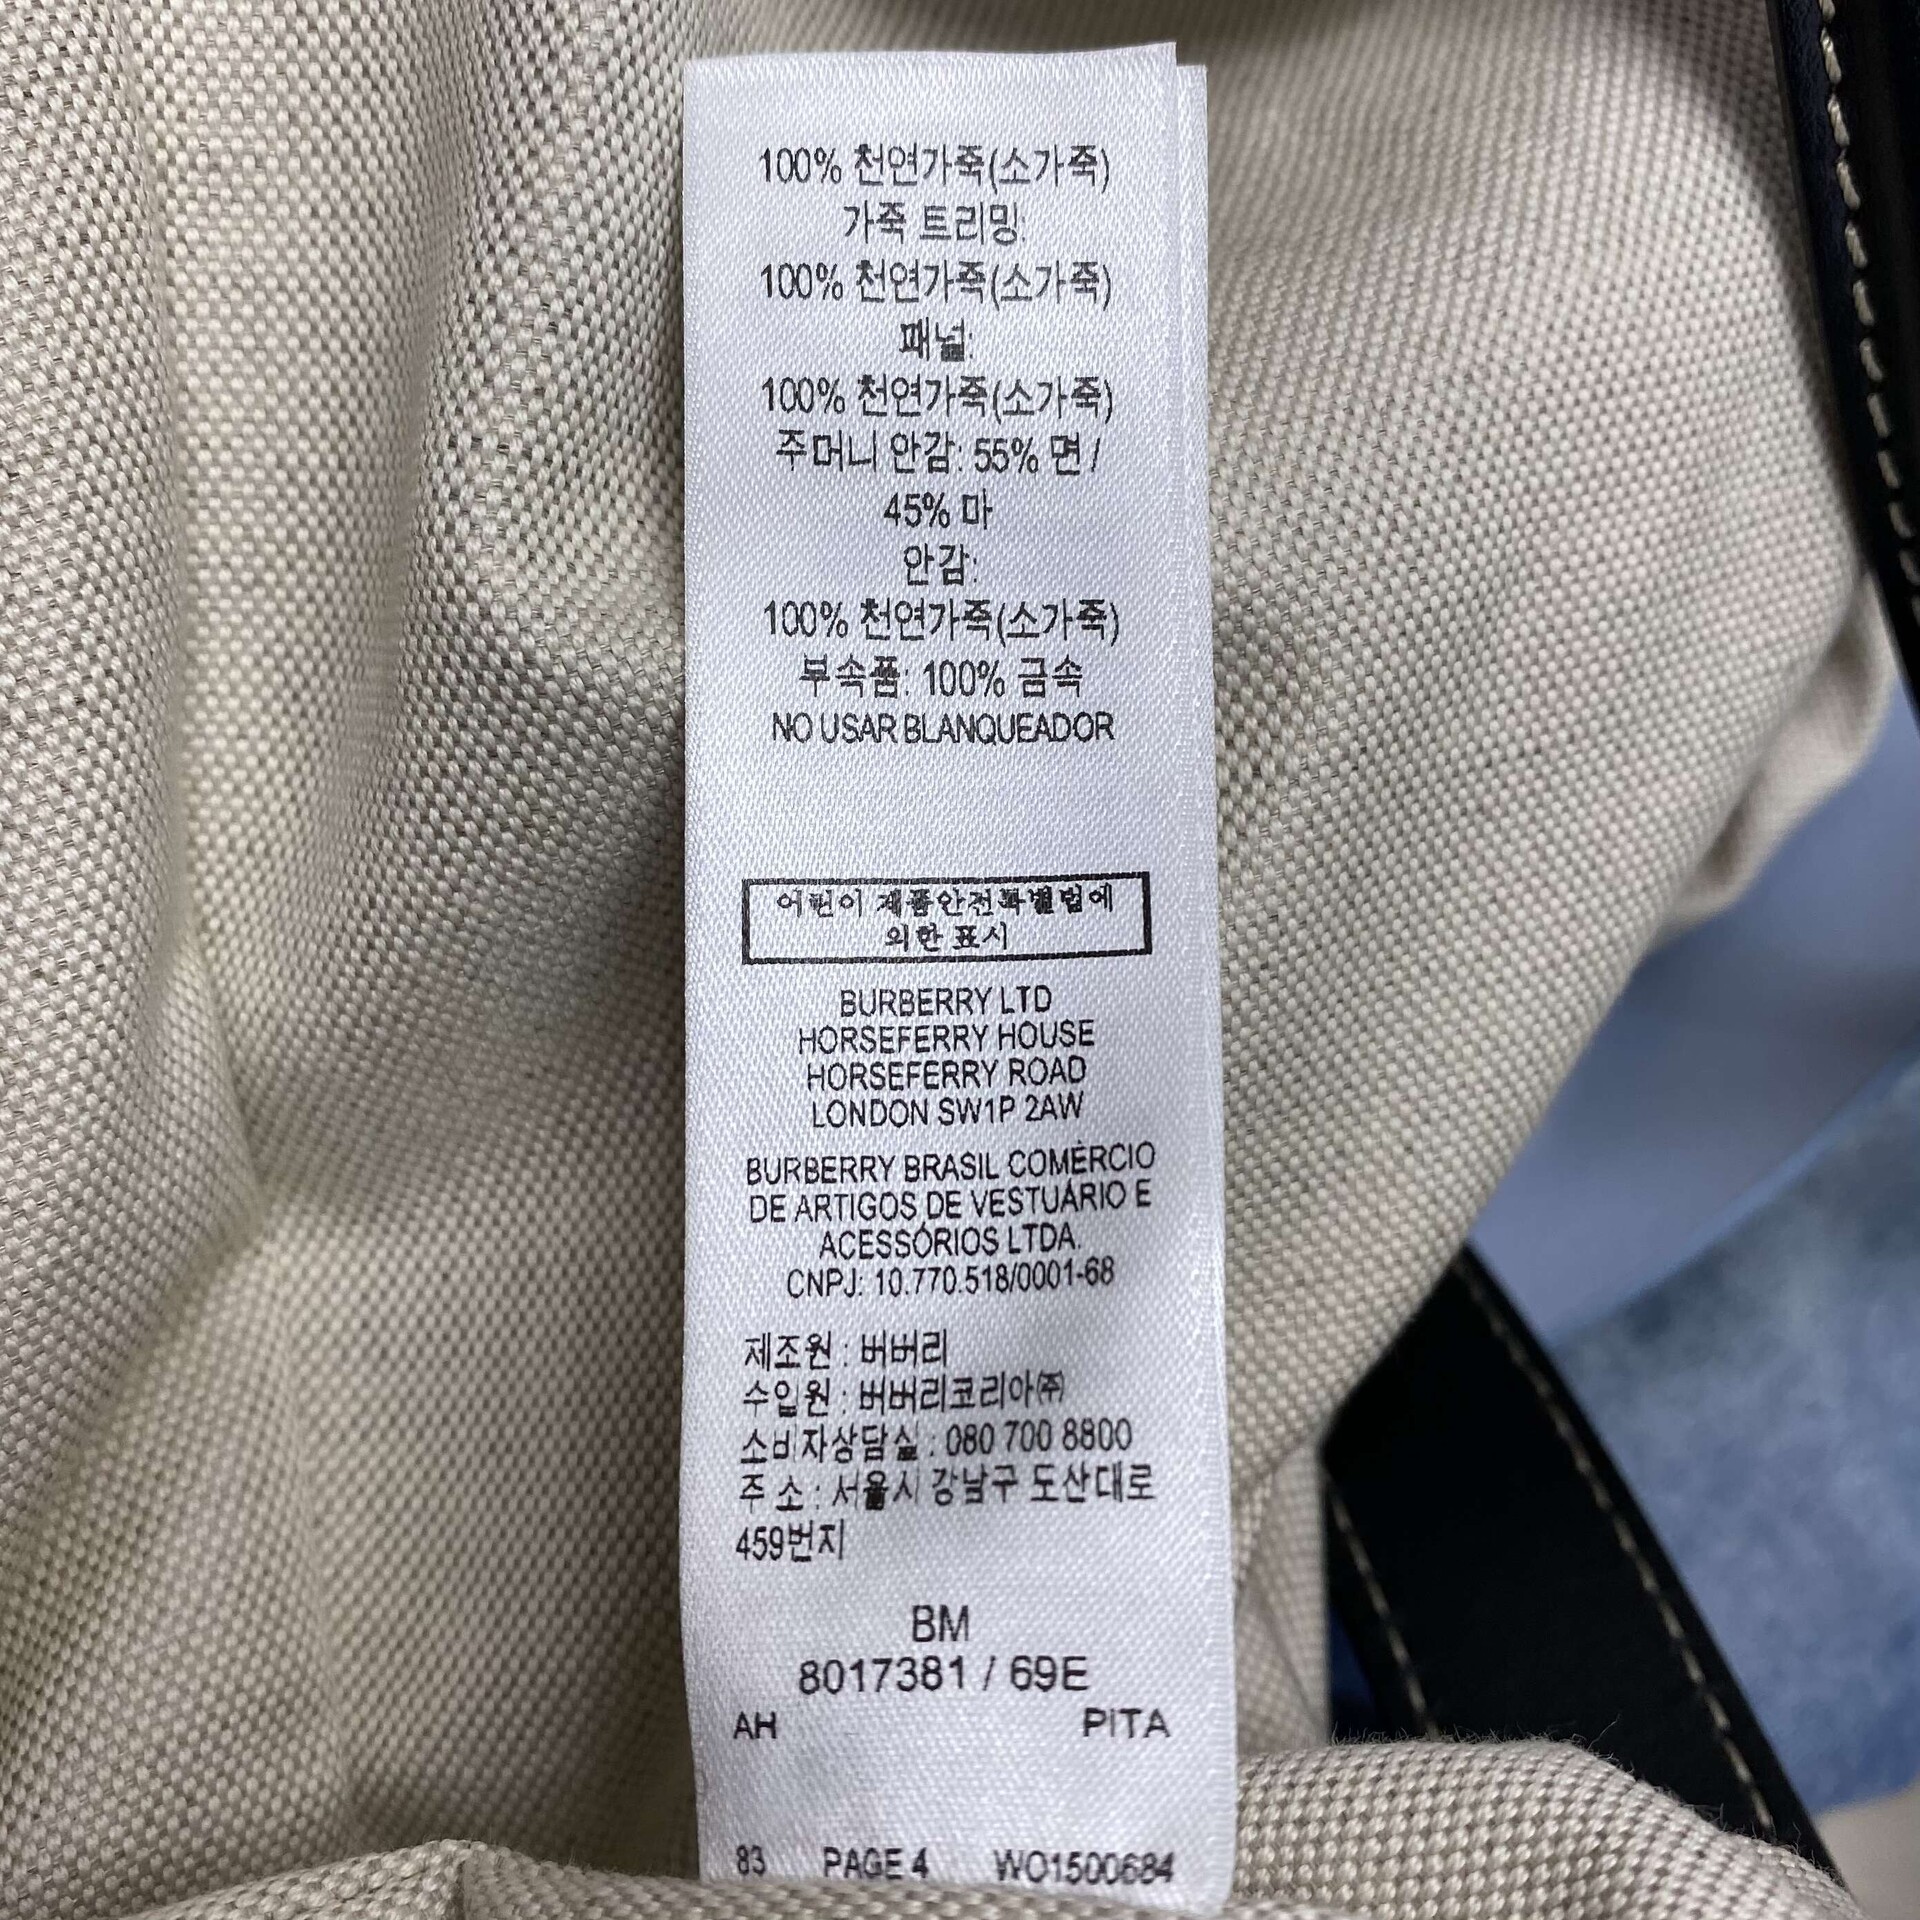 100% 천연가죽(소가죽)
가죽 트리밍:
100% 천연가죽(소가죽)
패널:
100% 천연가죽(소가죽)
주머니 안감: 55% 면 /
45% 마
안감:
100% 천연가죽(소가죽)
부속품: 100% 금속
NO USAR BLANQUEADOR
어린이 제품안전특별법에
의한 표시
BURBERRY LTD
HORSEFERRY HOUSE
HORSEFERRY ROAD
LONDON SW1P 2AW
BURBERRY BRASIL COMÉRCIO
DE ARTIGOS DE VESTUÁRIO E
ACESSÓRIOS LTDA.
CNPJ: 10.770.518/0001-68
제조원 : 버버리
수입원 : 버버리코리아㈜
소비자상담실 : 080 700 8800
주 소 : 서울시 강남구 도산대로
459번지
BM
8017381 / 69E
AH PITA
83 PAGE 4 WO1500684